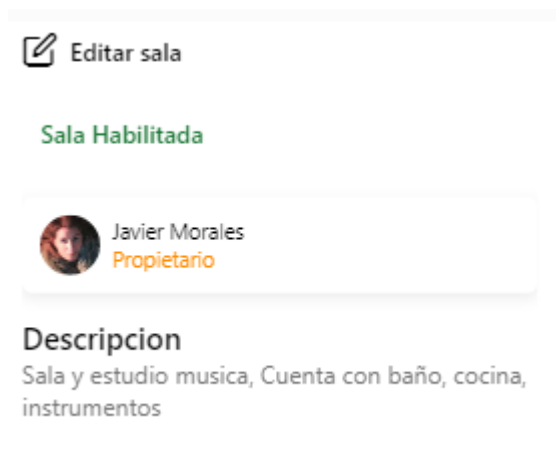 Editar sala
Sala Habilitada
Javier Morales
Propietario
Descripcion
Sala y estudio musica, Cuenta con baño, cocina,
instrumentos